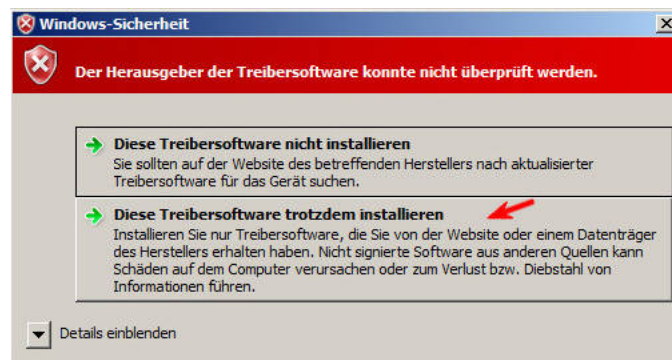 Windows-Sicherheit
Der Herausgeber der Treibersoftware konnte nicht überprüft werden.
Diese Treibersoftware nicht installieren
Sie sollten auf der Website des betreffenden Herstellers nach aktualisierter
Treibersoftware für das Gerät suchen.
Diese Treibersoftware trotzdem installieren
Installieren Sie nur Treibersoftware, die Sie von der Website oder einem Datenträger
des Herstellers erhalten haben. Nicht signierte Software aus anderen Quellen kann
Schäden auf dem Computer verursachen oder zum Verlust bzw. Diebstahl von
Informationen führen.
Details einblenden